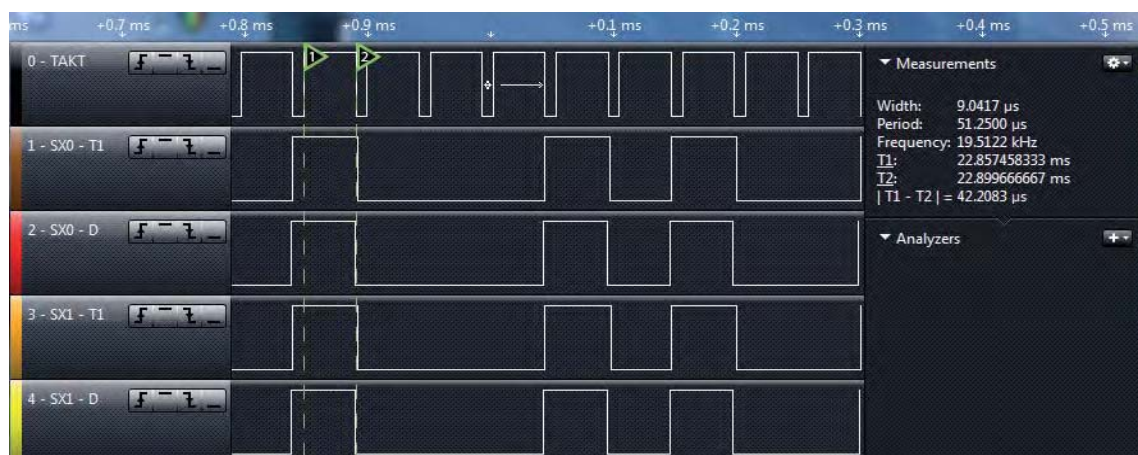 ms +0,7 ms +0,8 ms +0,9 ms +0,1 ms +0,2 ms +0,3 ms +0,4 ms +0,5 ms
0 - TAKT
1
2
Measurements
Width: 9.0417 µs
Period: 51.2500 µs
Frequency: 19.5122 kHz
T1: 22.857458333 ms
T2: 22.899666667 ms
| T1 - T2 | = 42.2083 µs
1 - SX0 - T1
2 - SX0 - D
Analyzers
3 - SX1 - T1
4 - SX1 - D